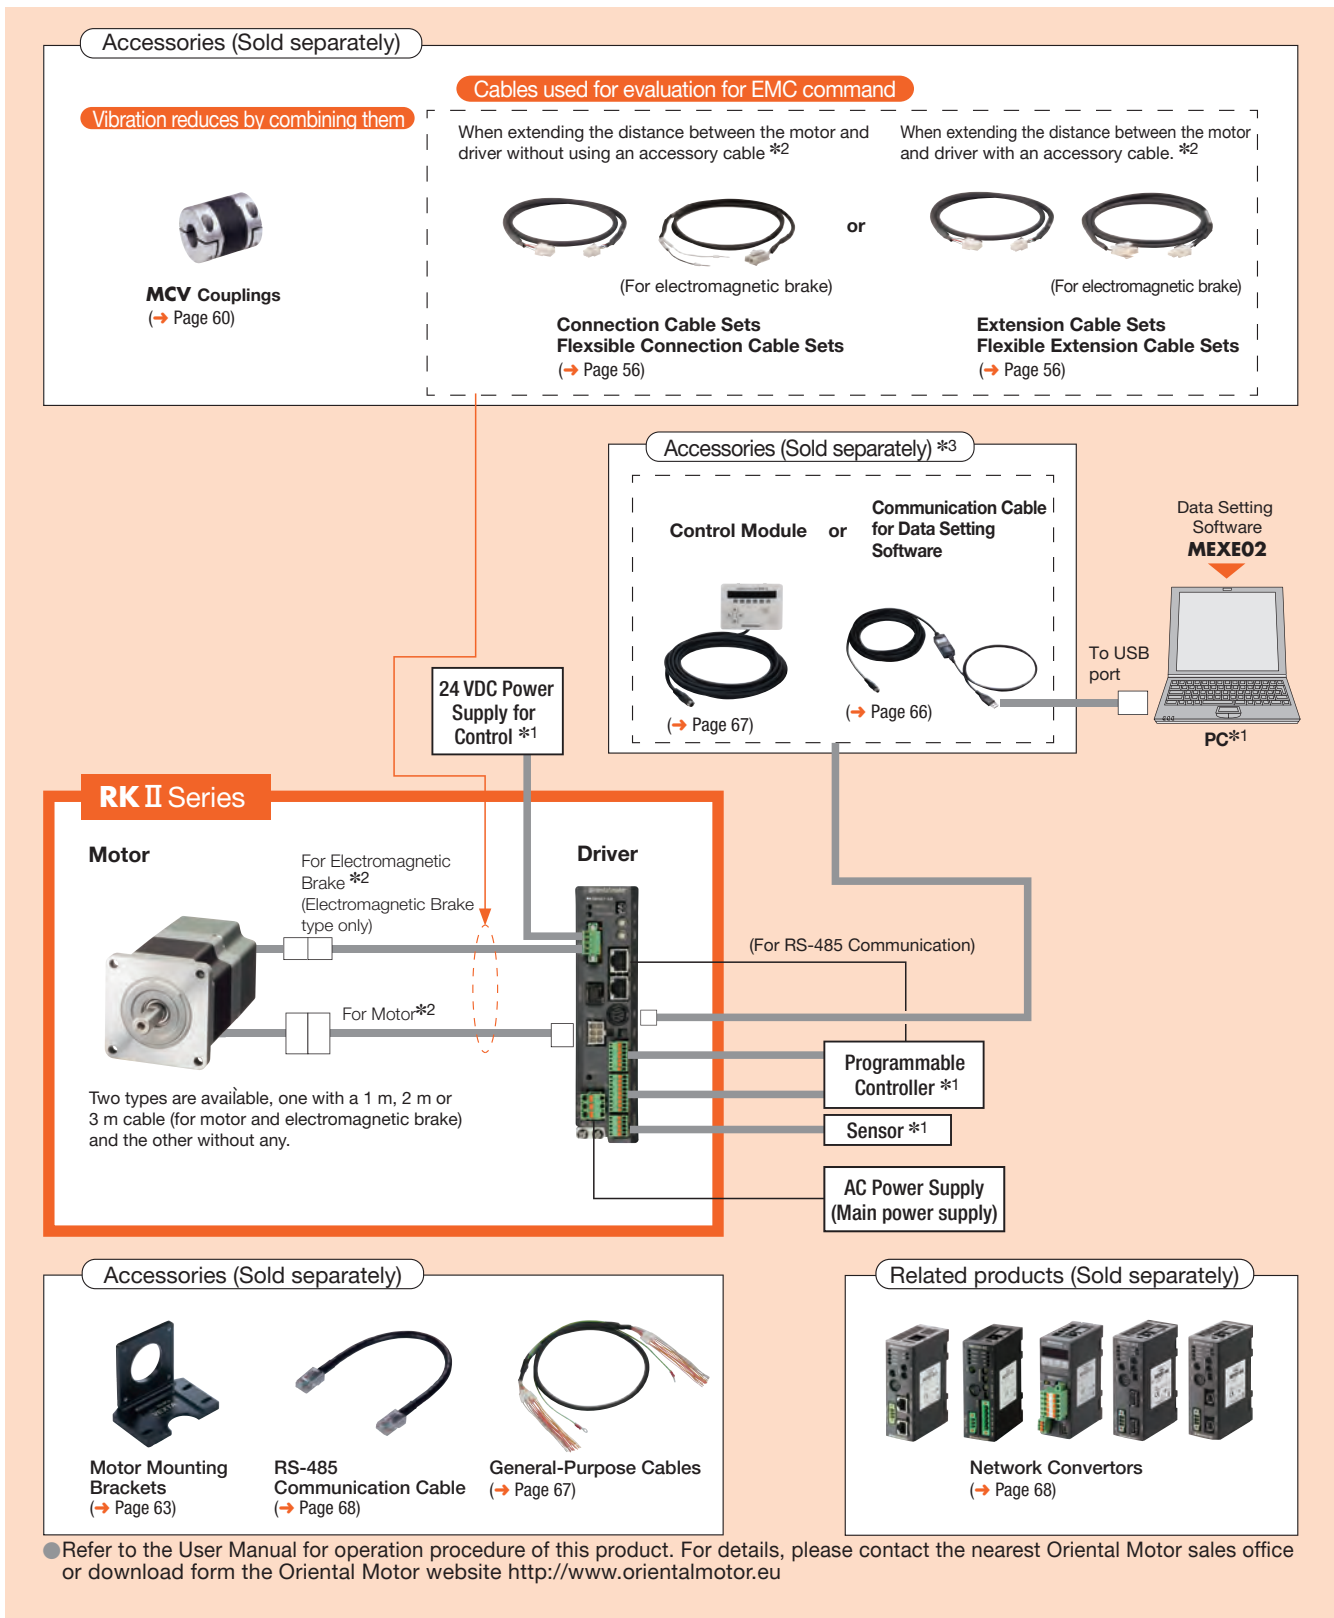 Accessories (Sold separately)
Cables used for evaluation for EMC command
Vibration reduces by combining them
When extending the distance between the motor and
driver without using an accessory cable *2
When extending the distance between the motor
and driver with an accessory cable. *2
or
(For electromagnetic brake)
(For electromagnetic brake)
MCV Couplings
(→ Page 60)
Connection Cable Sets
Flexsible Connection Cable Sets
(→ Page 56)
Extension Cable Sets
Flexible Extension Cable Sets
(→ Page 56)
Accessories (Sold separately) *3
Control Module
or
Communication Cable
for Data Setting
Software
(→ Page 67)
(→ Page 66)
Data Setting
Software
MEXE02
To USB
port
PC*1
24 VDC Power
Supply for
Control *1
RK II Series
Motor
For Electromagnetic
Brake *2
(Electromagnetic Brake
type only)
Driver
(For RS-485 Communication)
For Motor*2
Two types are available, one with a 1 m, 2 m or
3 m cable (for motor and electromagnetic brake)
and the other without any.
Programmable
Controller *1
Sensor *1
AC Power Supply
(Main power supply)
Accessories (Sold separately)
Motor Mounting
Brackets
(→ Page 63)
RS-485
Communication Cable
(→ Page 68)
General-Purpose Cables
(→ Page 67)
Related products (Sold separately)
Network Convertors
(→ Page 68)
●Refer to the User Manual for operation procedure of this product. For details, please contact the nearest Oriental Motor sales office
or download form the Oriental Motor website http://www.orientalmotor.eu